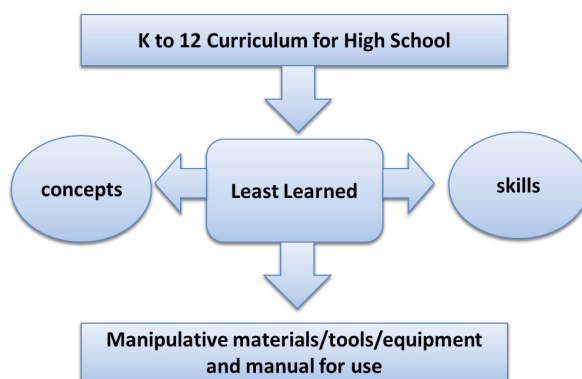 K to 12 Curriculum for High School
concepts
Least Learned
skills
Manipulative materials/tools/equipment
and manual for use